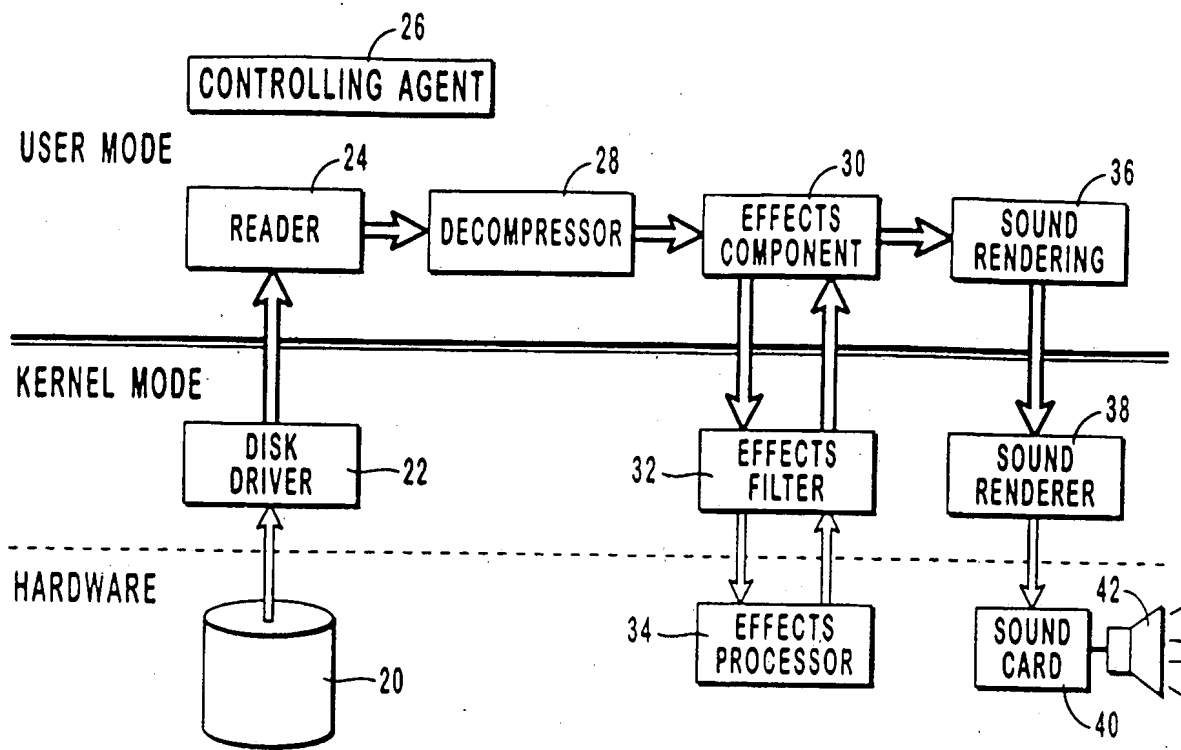 26
CONTROLLING AGENT
USER MODE
24
28
30
36
READER
DECOMPRESSOR
EFFECTS
COMPONENT
SOUND
RENDERING
KERNEL MODE
DISK
DRIVER
22
32
EFFECTS
FILTER
38
SOUND
RENDERER
HARDWARE
20
34
EFFECTS
PROCESSOR
SOUND
CARD
42
40